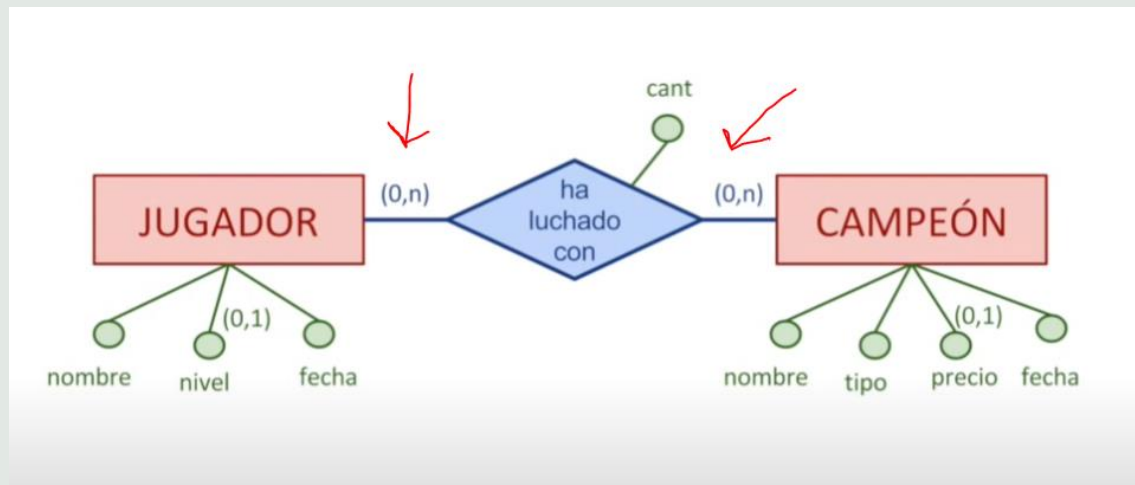 cant
(0,n)
(0,n)
JUGADOR
ha
luchado
con
CAMPEÓN
(0,1)
(0,1)
nombre
nivel
fecha
nombre
tipo
precio
fecha